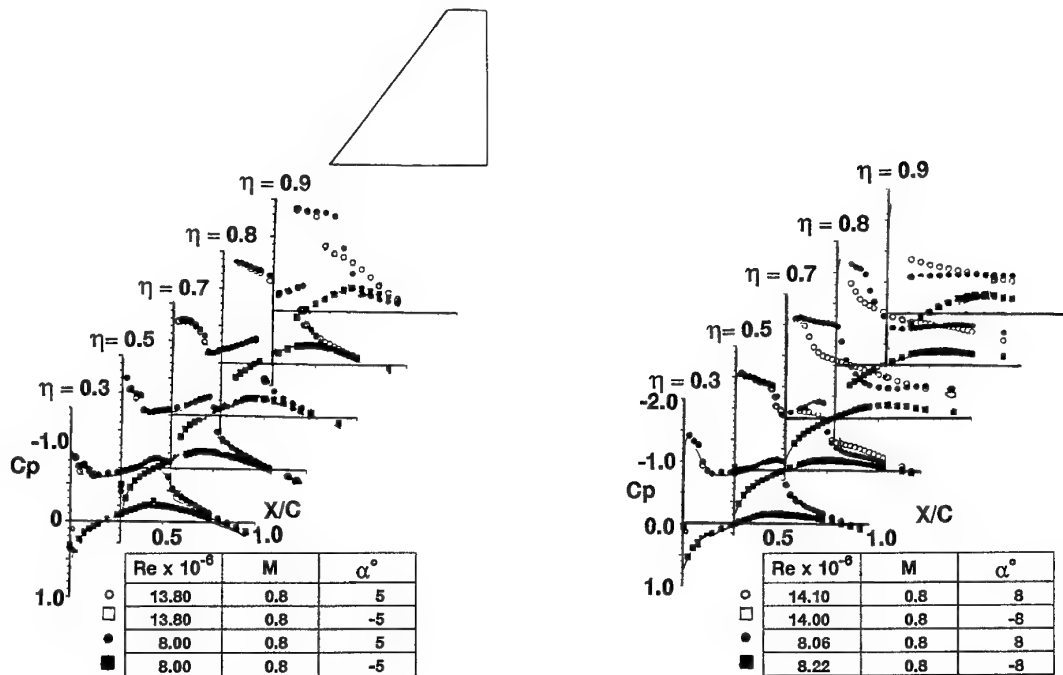 η = 0.9
η = 0.8
η = 0.7
η = 0.5
η = 0.3
-1.0
Cp
0
1.0
X/C
0.5
1.0
Re x 10⁻⁶ M α°
○ 13.80 0.8 5
□ 13.80 0.8 -5
● 8.00 0.8 5
■ 8.00 0.8 -5
η = 0.9
η = 0.8
η = 0.7
η = 0.5
η = 0.3
-2.0
-1.0
Cp
0.0
1.0
X/C
0.5
1.0
Re x 10⁻⁶ M α°
○ 14.10 0.8 8
□ 14.00 0.8 -8
● 8.06 0.8 8
■ 8.22 0.8 -8